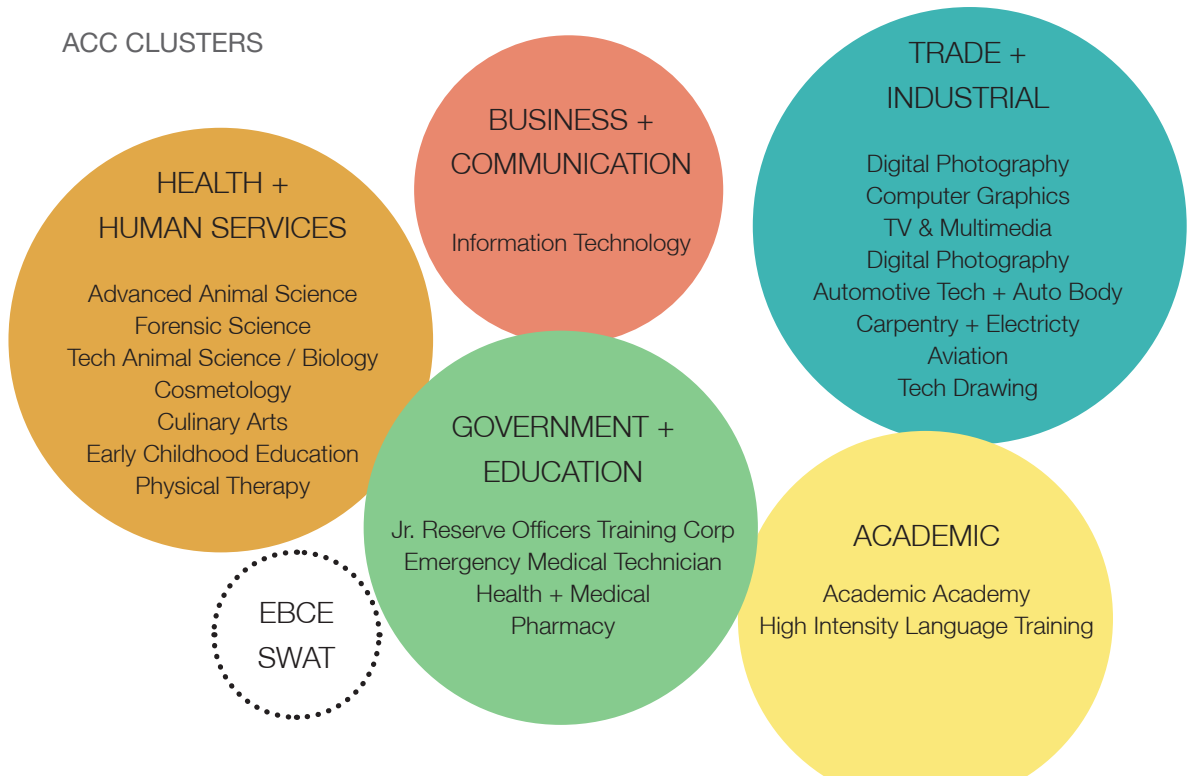 ACC CLUSTERS
HEALTH +
HUMAN SERVICES
Advanced Animal Science
Forensic Science
Tech Animal Science / Biology
Cosmetology
Culinary Arts
Early Childhood Education
Physical Therapy
BUSINESS +
COMMUNICATION
Information Technology
TRADE +
INDUSTRIAL
Digital Photography
Computer Graphics
TV & Multimedia
Digital Photography
Automotive Tech + Auto Body
Carpentry + Electricty
Aviation
Tech Drawing
GOVERNMENT +
EDUCATION
Jr. Reserve Officers Training Corp
Emergency Medical Technician
Health + Medical
Pharmacy
ACADEMIC
Academic Academy
High Intensity Language Training
EBCE
SWAT